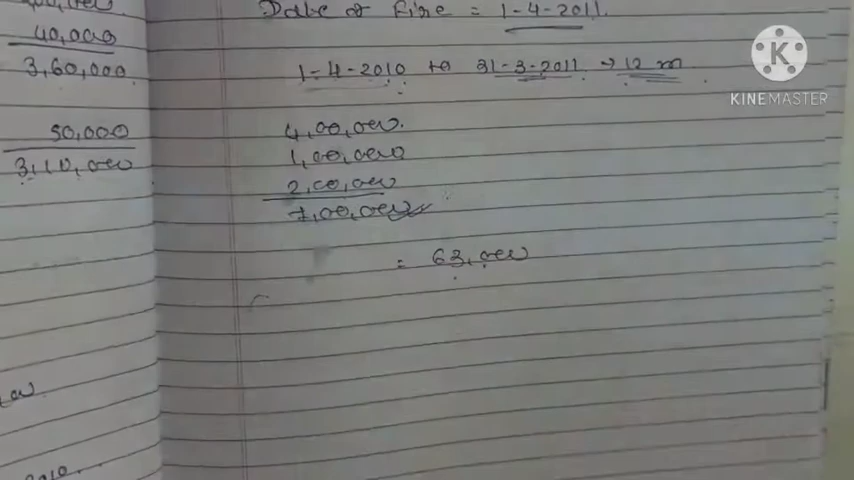 40,000
3,60,000
50,000
3,10,000
Date of Fire = 1-4-2011.
1-4-2010 to 31-3-2011 → 12 m
4,00,000.
1,00,000
2,00,000
7,00,000
= 63,000
K
KINEMASTER